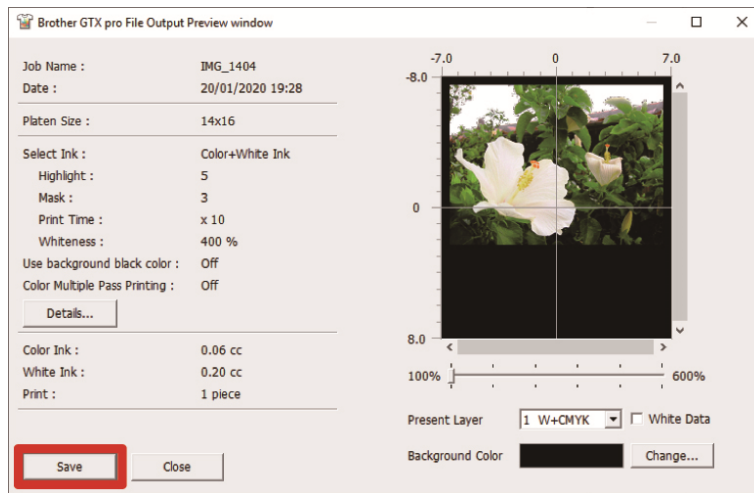 Brother GTX pro File Output Preview window
Job Name : IMG_1404
Date : 20/01/2020 19:28
Platen Size : 14x16
Select Ink : Color+White Ink
Highlight : 5
Mask : 3
Print Time : x 10
Whiteness : 400 %
Use background black color : Off
Color Multiple Pass Printing : Off
Details...
Color Ink : 0.06 cc
White Ink : 0.20 cc
Print : 1 piece
Save Close
-7.0 0 7.0
-8.0
0
8.0
100% 600%
Present Layer 1 W+CMYK White Data
Background Color Change...